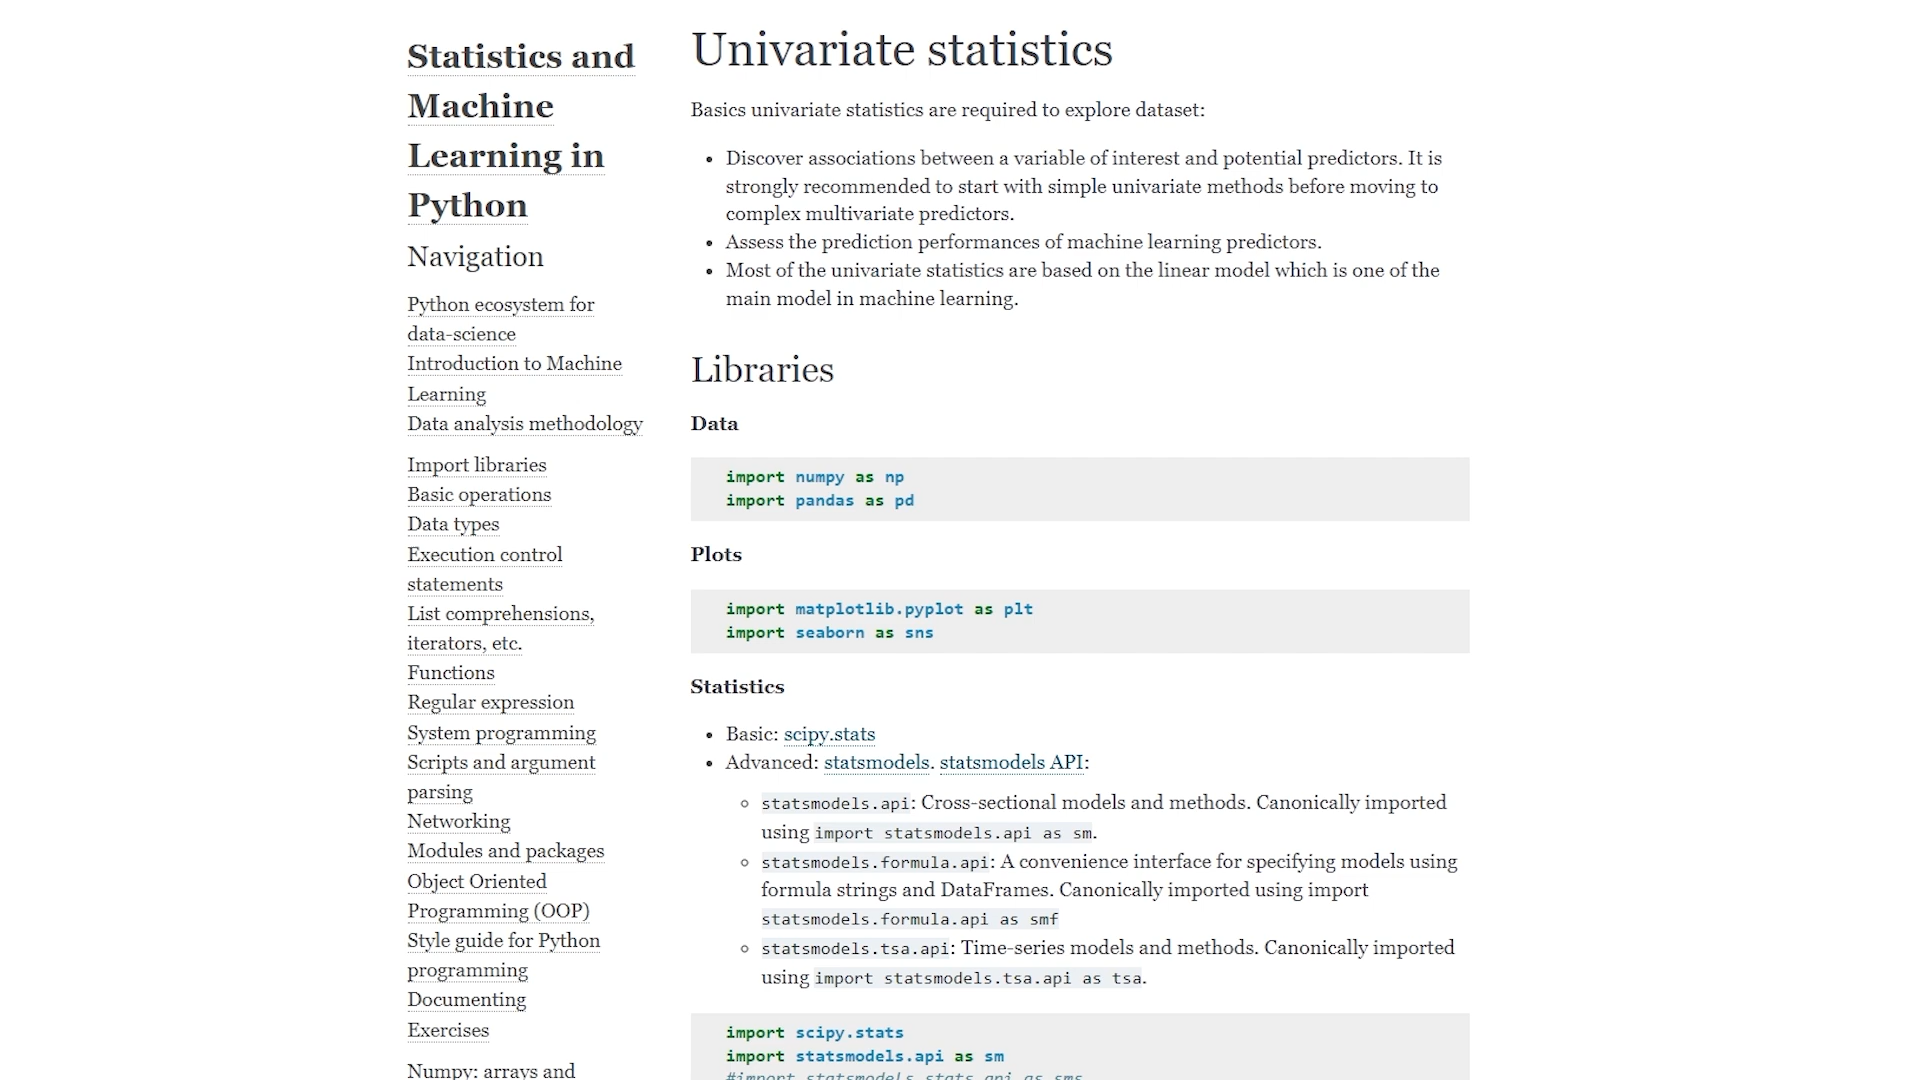 Statistics and
Machine
Learning in
Python
Navigation
Python ecosystem for
data-science
Introduction to Machine
Learning
Data analysis methodology
Import libraries
Basic operations
Data types
Execution control
statements
List comprehensions,
iterators, etc.
Functions
Regular expression
System programming
Scripts and argument
parsing
Networking
Modules and packages
Object Oriented
Programming (OOP)
Style guide for Python
programming
Documenting
Exercises
Numpy: arrays and
Univariate statistics
Basics univariate statistics are required to explore dataset:
• Discover associations between a variable of interest and potential predictors. It is
strongly recommended to start with simple univariate methods before moving to
complex multivariate predictors.
• Assess the prediction performances of machine learning predictors.
• Most of the univariate statistics are based on the linear model which is one of the
main model in machine learning.
Libraries
Data
import numpy as np
import pandas as pd
Plots
import matplotlib.pyplot as plt
import seaborn as sns
Statistics
• Basic: scipy.stats
• Advanced: statsmodels. statsmodels API:
◦ statsmodels.api: Cross-sectional models and methods. Canonically imported
using import statsmodels.api as sm.
◦ statsmodels.formula.api: A convenience interface for specifying models using
formula strings and DataFrames. Canonically imported using import
statsmodels.formula.api as smf
◦ statsmodels.tsa.api: Time-series models and methods. Canonically imported
using import statsmodels.tsa.api as tsa.
import scipy.stats
import statsmodels.api as sm
#import statsmodels.stats.api as sms